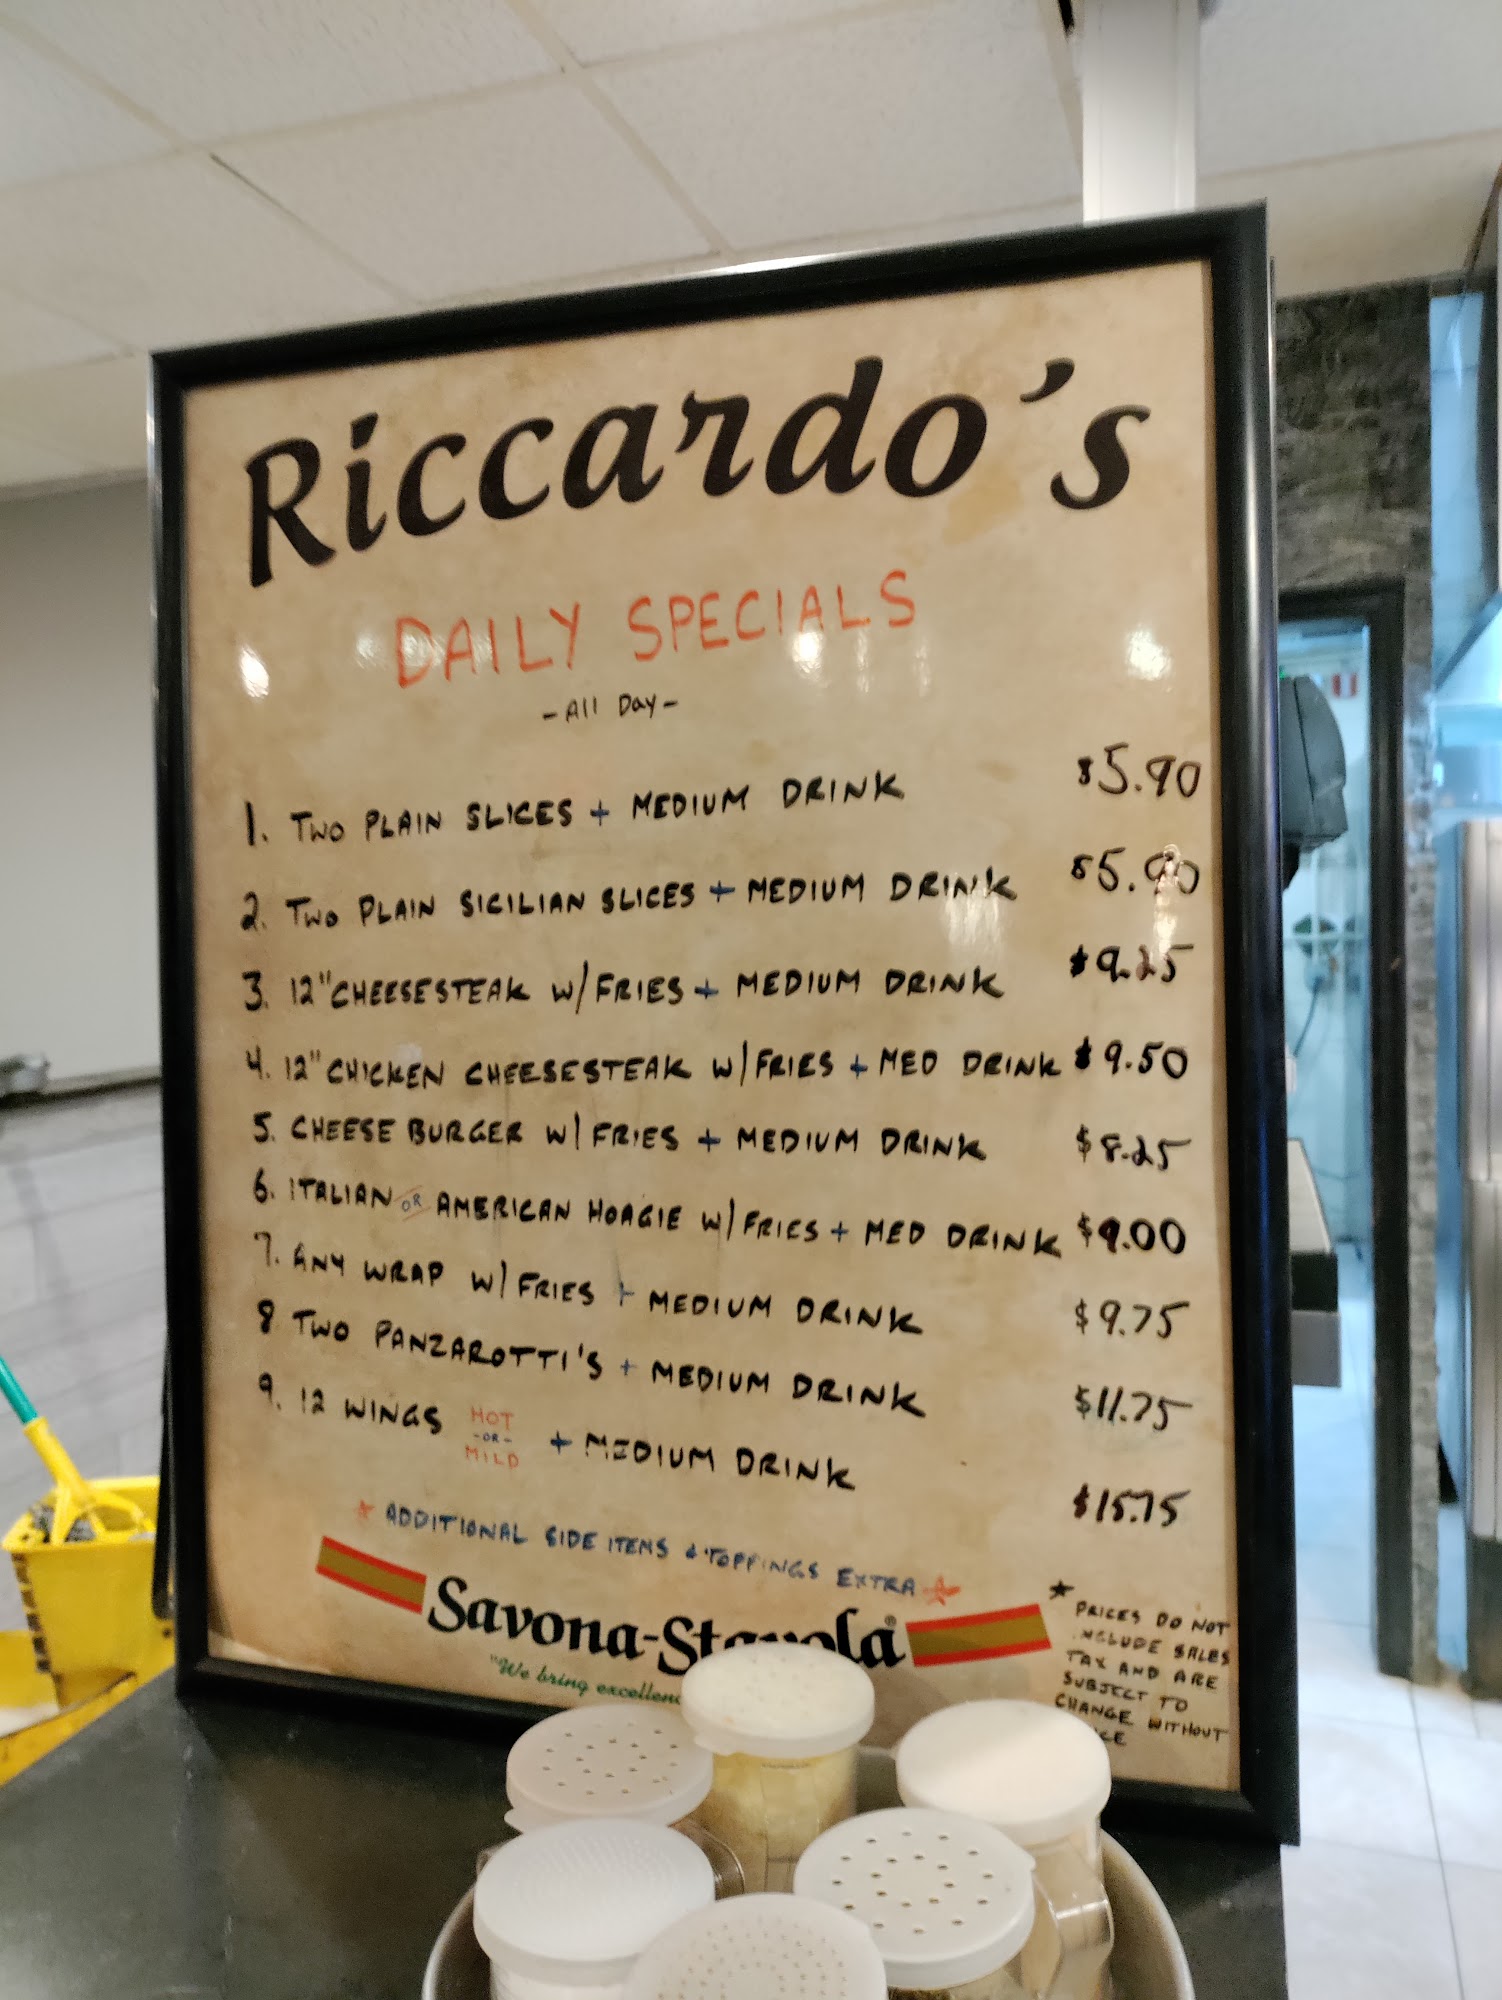 Riccardo's
DAILY SPECIALS
- All Day -
1. TWO PLAIN SLICES + MEDIUM DRINK $5.90
2. TWO PLAIN SICILIAN SLICES + MEDIUM DRINK $5.90
3. 12" CHEESESTEAK W/ FRIES + MEDIUM DRINK $9.25
4. 12" CHICKEN CHEESESTEAK W/ FRIES + MED DRINK $9.50
5. CHEESE BURGER W/ FRIES + MEDIUM DRINK $8.25
6. ITALIAN OR AMERICAN HOAGIE W/ FRIES + MED DRINK $9.00
7. ANY WRAP W/ FRIES + MEDIUM DRINK $9.75
8 TWO PANZAROTTI'S + MEDIUM DRINK $11.75
9. 12 WINGS HOT -OR- MILD + MEDIUM DRINK $15.75
* ADDITIONAL SIDE ITEMS & TOPPINGS EXTRA *
Savona-Stavola®
"We bring
* PRICES DO NOT
INCLUDE SALES
TAX AND ARE
SUBJECT TO
CHANGE WITHOUT